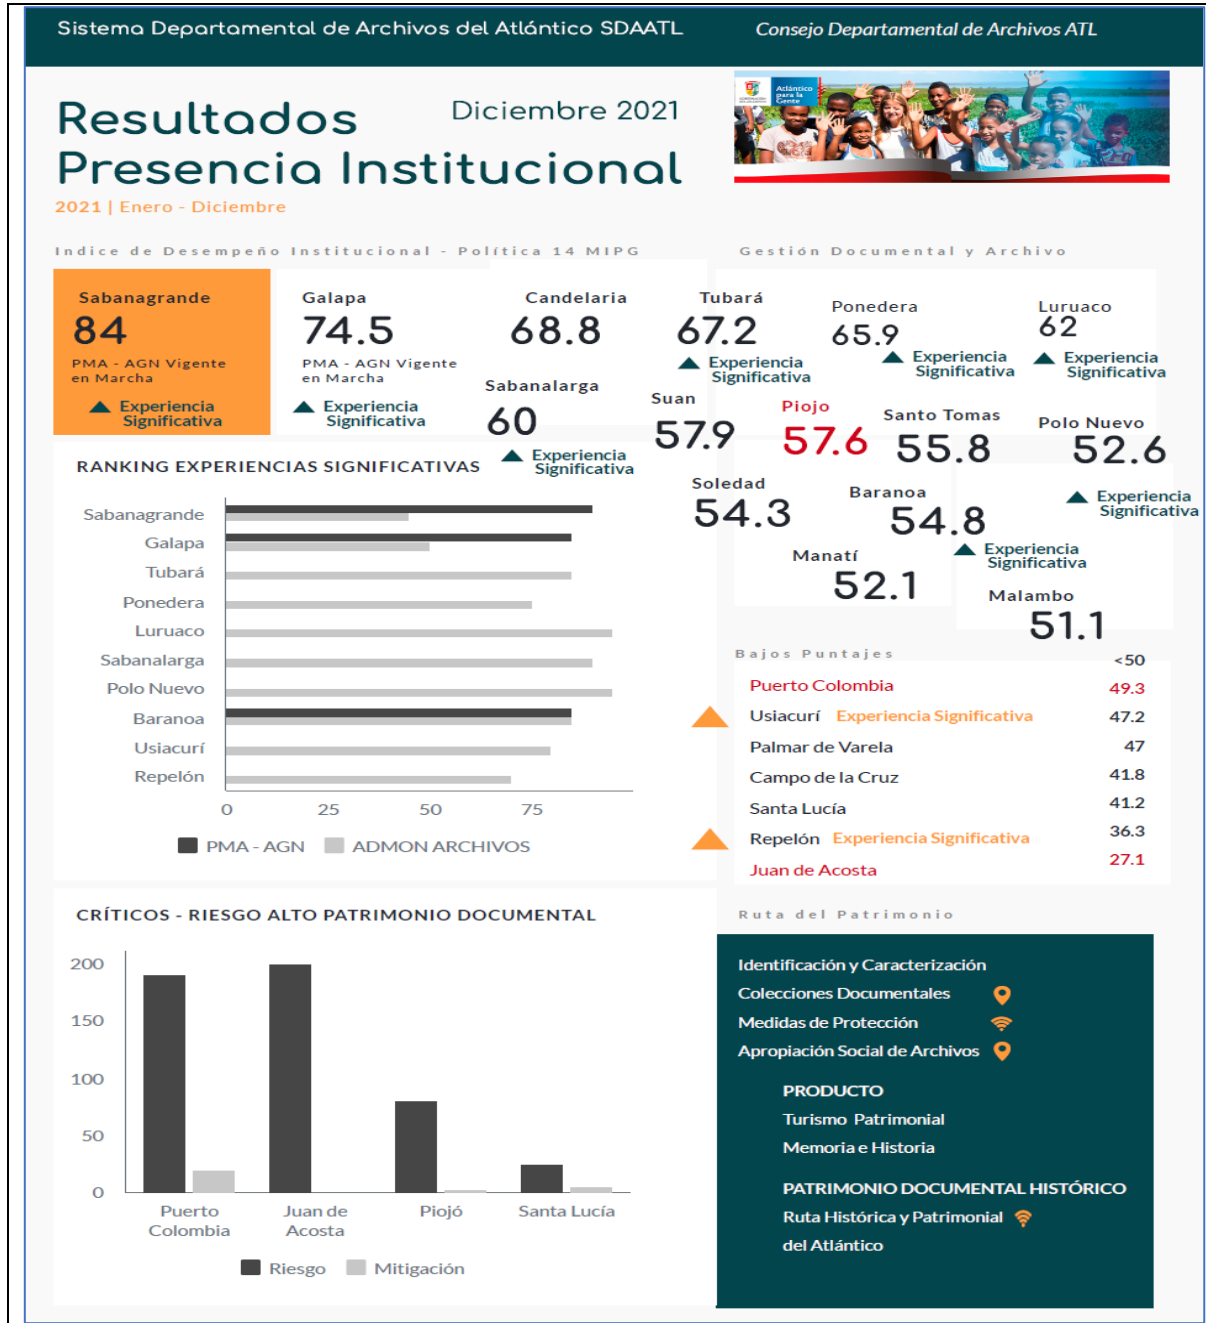 Sistema Departamental de Archivos del Atlántico SDAATL
Consejo Departamental de Archivos ATL
Resultados
Diciembre 2021
Presencia Institucional
2021 | Enero - Diciembre
Atlántico
para la
Gente
Indice de Desempeño Institucional - Política 14 MIPG
Gestión Documental y Archivo
Sabanagrande
84
PMA - AGN Vigente
en Marcha
Experiencia
Significativa
Galapa
74.5
PMA - AGN Vigente
en Marcha
Experiencia
Significativa
Candelaria
68.8
Tubará
67.2
Experiencia
Significativa
Ponedera
65.9
Experiencia
Significativa
Luruaco
62
Experiencia
Significativa
Sabanalarga
60
Experiencia
Significativa
Suan
57.9
Piojo
57.6
Santo Tomas
55.8
Polo Nuevo
52.6
Experiencia
Significativa
Soledad
54.3
Baranoa
54.8
Experiencia
Significativa
Manatí
52.1
Malambo
51.1
RANKING EXPERIENCIAS SIGNIFICATIVAS
Sabanagrande
Galapa
Tubará
Ponedera
Luruaco
Sabanalarga
Polo Nuevo
Baranoa
Usiacurí
Repelón
0 25 50 75
PMA - AGN ADMON ARCHIVOS
Bajos Puntajes
<50
Puerto Colombia 49.3
Usiacurí Experiencia Significativa 47.2
Palmar de Varela 47
Campo de la Cruz 41.8
Santa Lucía 41.2
Repelón Experiencia Significativa 36.3
Juan de Acosta 27.1
CRÍTICOS - RIESGO ALTO PATRIMONIO DOCUMENTAL
200
150
100
50
0
Puerto
Colombia
Juan de
Acosta
Piojó
Santa Lucía
Riesgo Mitigación
Ruta del Patrimonio
Identificación y Caracterización
Colecciones Documentales
Medidas de Protección
Apropiación Social de Archivos
PRODUCTO
Turismo Patrimonial
Memoria e Historia
PATRIMONIO DOCUMENTAL HISTÓRICO
Ruta Histórica y Patrimonial
del Atlántico